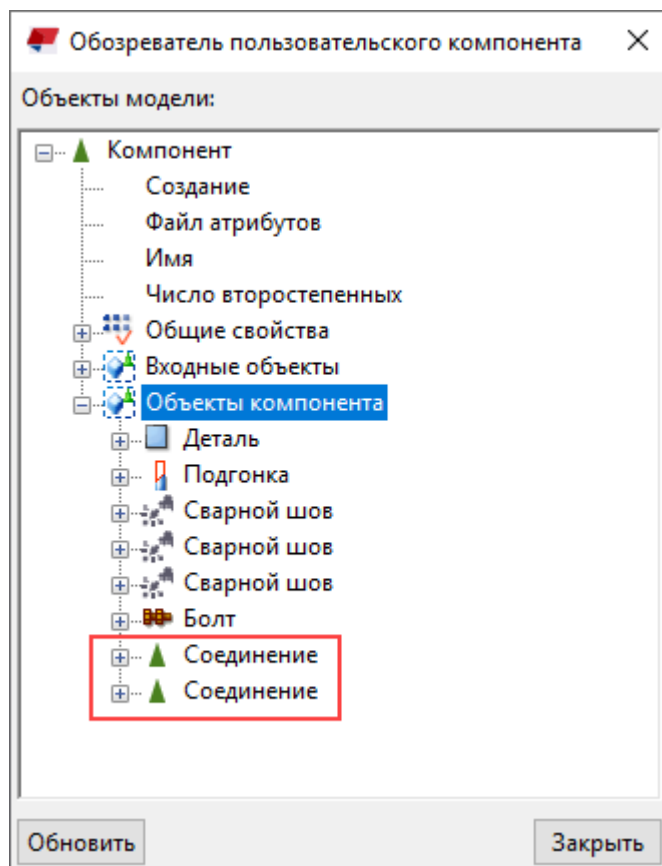 Обозреватель пользовательского компонента
Объекты модели:
Компонент
Создание
Файл атрибутов
Имя
Число второстепенных
Общие свойства
Входные объекты
Объекты компонента
Деталь
Подгонка
Сварной шов
Сварной шов
Сварной шов
Болт
Соединение
Соединение
Обновить Закрыть